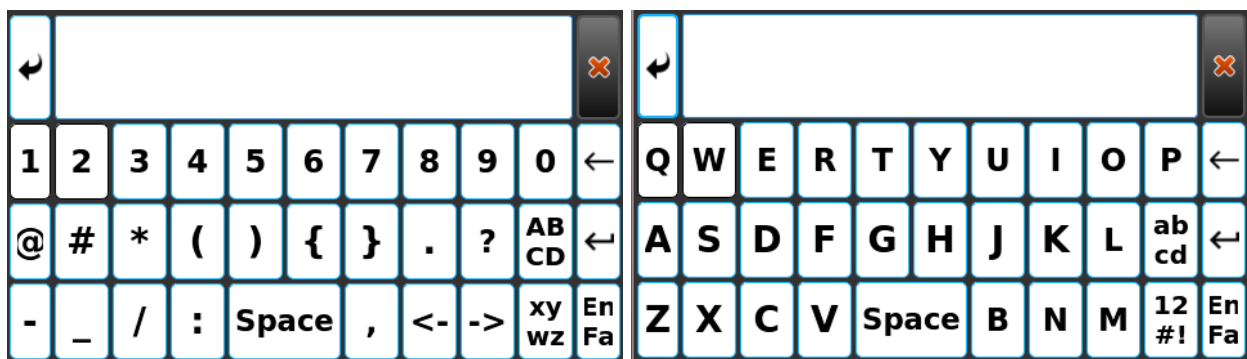 1 2 3 4 5 6 7 8 9 0 ←
@ # * ( ) { } . ? AB CD ↵
- _ / : Space , <- -> xy wz En Fa
Q W E R T Y U I O P ←
A S D F G H J K L ab cd ↵
Z X C V Space B N M 12 #! En Fa